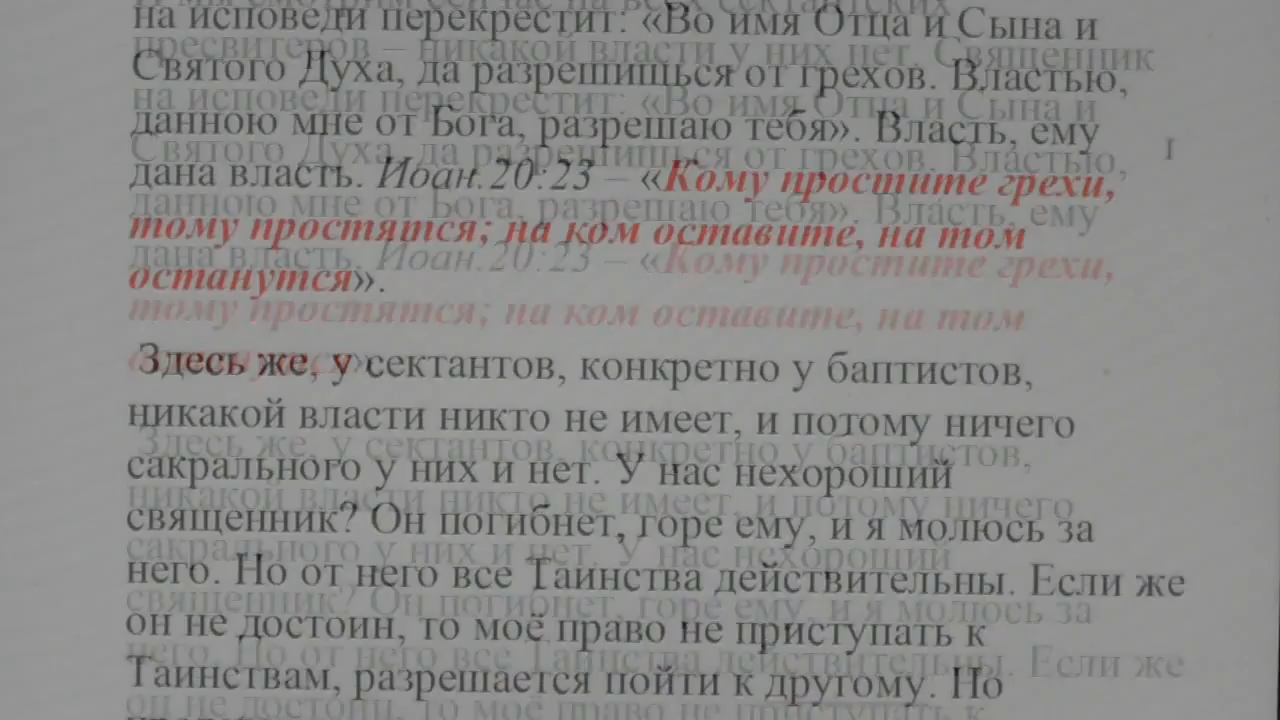 на исповеди перекрестит: «Во имя Отца и Сына и
Святого Духа, да разрешишься от грехов. Властью,
данною мне от Бога, разрешаю тебя». Власть, ему
дана власть. Иоан.20:23 – «Кому простите грехи,
тому простятся; на ком оставите, на том
останутся».
Здесь же, у сектантов, конкретно у баптистов,
никакой власти никто не имеет, и потому ничего
сакрального у них и нет. У нас нехороший
священник? Он погибнет, горе ему, и я молюсь за
него. Но от него все Таинства действительны. Если же
он не достоин, то моё право не приступать к
Таинствам, разрешается пойти к другому. Но